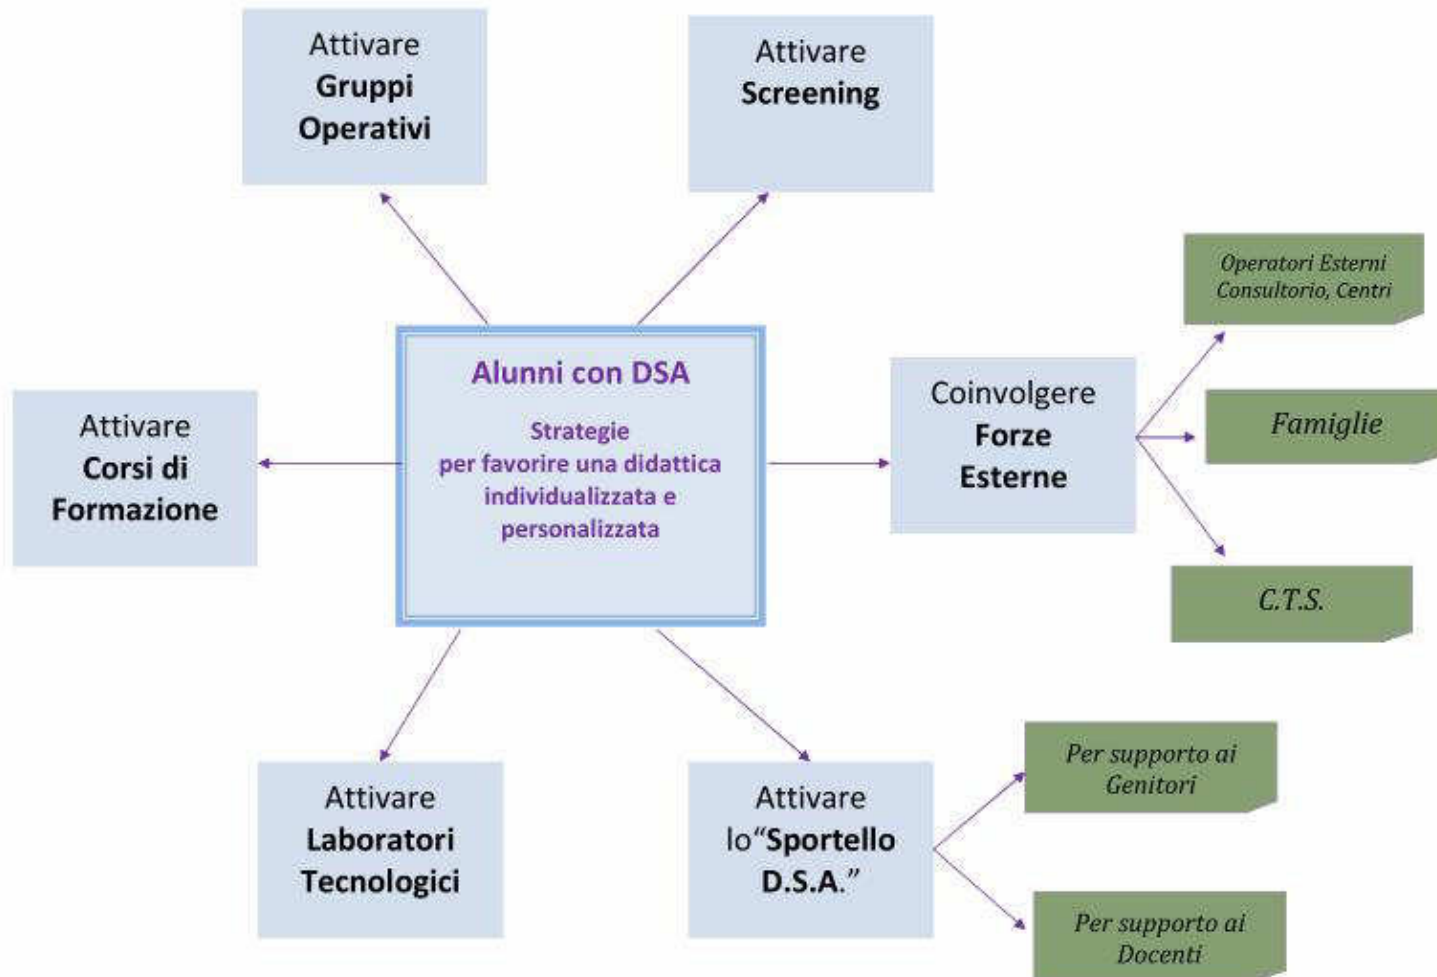 Attivare
Gruppi
Operativi
Attivare
Screening
Operatori Esterni
Consultorio, Centri
Alunni con DSA
Strategie
per favorire una didattica
individualizzata e
personalizzata
Coinvolgere
Forze
Esterne
Famiglie
Attivare
Corsi di
Formazione
C.T.S.
Attivare
Laboratori
Tecnologici
Attivare
lo“Sportello
D.S.A.”
Per supporto ai
Genitori
Per supporto ai
Docenti